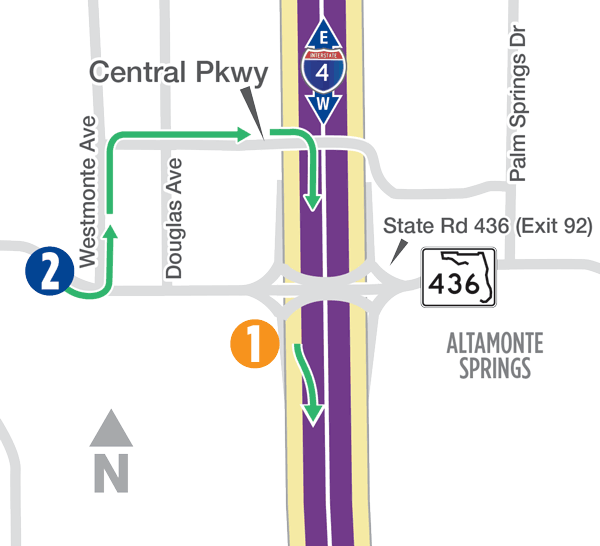 E
INTERSTATE
4
W
Central Pkwy
Palm Springs Dr
Westmonte Ave
Douglas Ave
State Rd 436 (Exit 92)
2
436
1
ALTAMONTE
SPRINGS
N